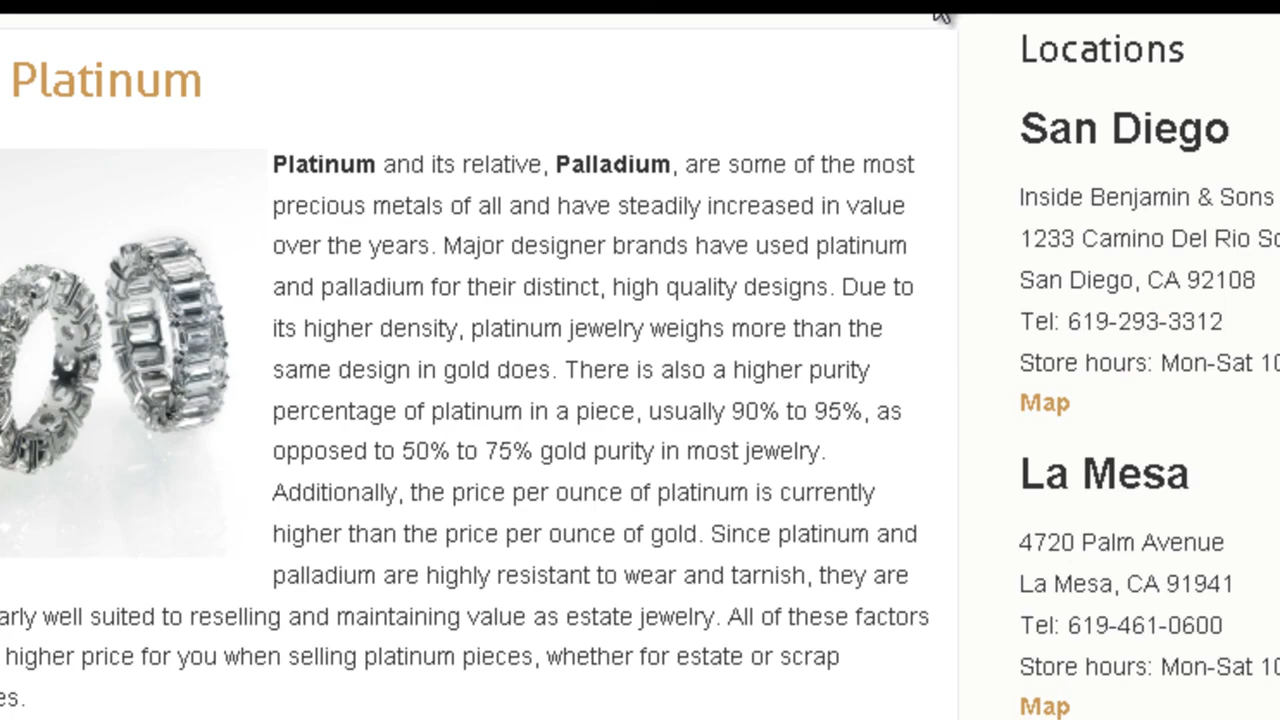 Platinum
Platinum and its relative, Palladium, are some of the most
precious metals of all and have steadily increased in value
over the years. Major designer brands have used platinum
and palladium for their distinct, high quality designs. Due to
its higher density, platinum jewelry weighs more than the
same design in gold does. There is also a higher purity
percentage of platinum in a piece, usually 90% to 95%, as
opposed to 50% to 75% gold purity in most jewelry.
Additionally, the price per ounce of platinum is currently
higher than the price per ounce of gold. Since platinum and
palladium are highly resistant to wear and tarnish, they are
well suited to reselling and maintaining value as estate jewelry. All of these factors
higher price for you when selling platinum pieces, whether for estate or scrap
Locations
San Diego
Inside Benjamin & Sons
1233 Camino Del Rio
San Diego, CA 92108
Tel: 619-293-3312
Store hours: Mon-Sat
Map
La Mesa
4720 Palm Avenue
La Mesa, CA 91941
Tel: 619-461-0600
Store hours: Mon-Sat
Map